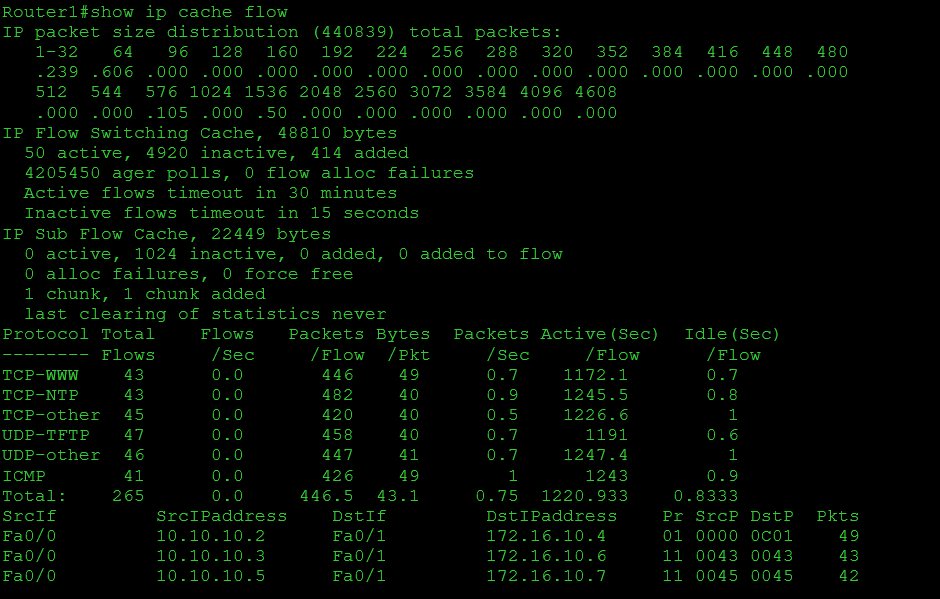 Router1#show ip cache flow
IP packet size distribution (440839) total packets:
1-32 64 96 128 160 192 224 256 288 320 352 384 416 448 480
.239 .606 .000 .000 .000 .000 .000 .000 .000 .000 .000 .000 .000 .000 .000
512 544 576 1024 1536 2048 2560 3072 3584 4096 4608
.000 .000 .105 .000 .50 .000 .000 .000 .000 .000 .000
IP Flow Switching Cache, 48810 bytes
50 active, 4920 inactive, 414 added
4205450 ager polls, 0 flow alloc failures
Active flows timeout in 30 minutes
Inactive flows timeout in 15 seconds
IP Sub Flow Cache, 22449 bytes
0 active, 1024 inactive, 0 added, 0 added to flow
0 alloc failures, 0 force free
1 chunk, 1 chunk added
last clearing of statistics never
Protocol Total Flows Packets Bytes Packets Active(Sec) Idle(Sec)
-------- Flows /Sec /Flow /Pkt /Sec /Flow /Flow
TCP-WWW 43 0.0 446 49 0.7 1172.1 0.7
TCP-NTP 43 0.0 482 40 0.9 1245.5 0.8
TCP-other 45 0.0 420 40 0.5 1226.6 1
UDP-TFTP 47 0.0 458 40 0.7 1191 0.6
UDP-other 46 0.0 447 41 0.7 1247.4 1
ICMP 41 0.0 426 49 1 1243 0.9
Total: 265 0.0 446.5 43.1 0.75 1220.933 0.8333
SrcIf SrcIPaddress DstIf DstIPaddress Pr SrcP DstP Pkts
Fa0/0 10.10.10.2 Fa0/1 172.16.10.4 01 0000 0C01 49
Fa0/0 10.10.10.3 Fa0/1 172.16.10.6 11 0043 0043 43
Fa0/0 10.10.10.5 Fa0/1 172.16.10.7 11 0045 0045 42